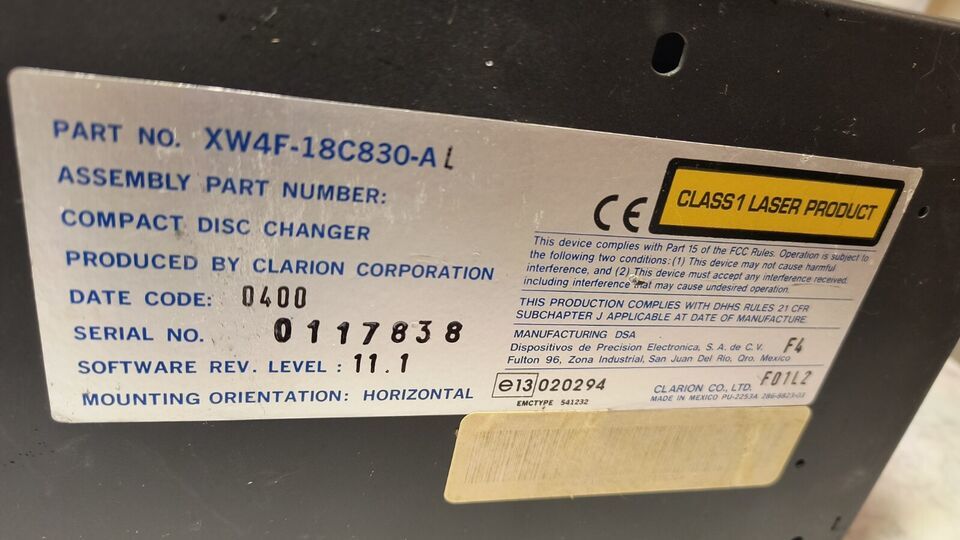 PART NO. XW4F-18C830-A L
ASSEMBLY PART NUMBER:
COMPACT DISC CHANGER
PRODUCED BY CLARION CORPORATION
DATE CODE: 0400
SERIAL NO. 0117838
SOFTWARE REV. LEVEL : 11.1
MOUNTING ORIENTATION: HORIZONTAL
CE
CLASS 1 LASER PRODUCT
This device complies with Part 15 of the FCC Rules. Operation is subject to
the following two conditions: (1) This device may not cause harmful
interference, and (2) This device must accept any interference received,
including interference that may cause undesired operation.
THIS PRODUCTION COMPLIES WITH DHHS RULES 21 CFR
SUBCHAPTER J APPLICABLE AT DATE OF MANUFACTURE.
MANUFACTURING DSA
Dispositivos de Precision Electronica, S. A. de C. V. F4
Fulton 96, Zona Industrial, San Juan Del Rio, Qro. Mexico
e13 020294
EMCTYPE 541232
CLARION CO., LTD. F01L2
MADE IN MEXICO PU-2253A 286-8823-03